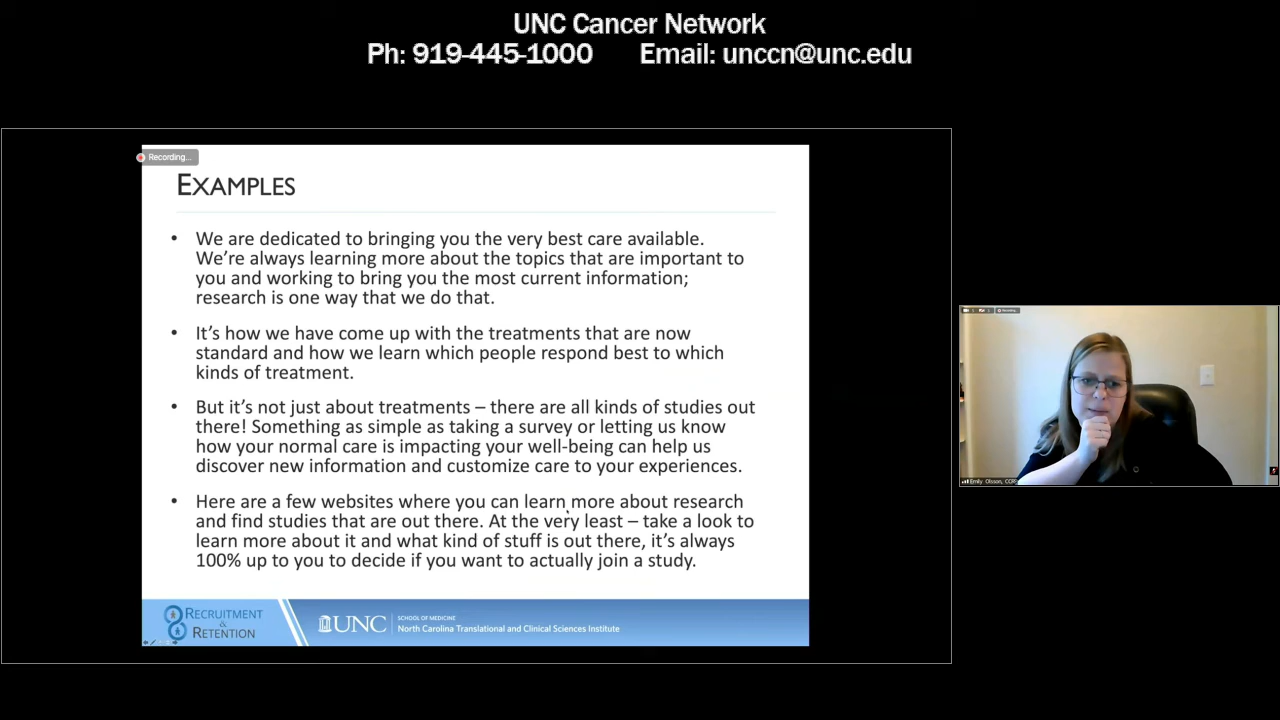 UNC Cancer Network
Ph: 919-445-1000 Email: unccn@unc.edu
Recording...
EXAMPLES
• We are dedicated to bringing you the very best care available.
We’re always learning more about the topics that are important to
you and working to bring you the most current information;
research is one way that we do that.
• It’s how we have come up with the treatments that are now
standard and how we learn which people respond best to which
kinds of treatment.
• But it’s not just about treatments – there are all kinds of studies out
there! Something as simple as taking a survey or letting us know
how your normal care is impacting your well-being can help us
discover new information and customize care to your experiences.
• Here are a few websites where you can learn more about research
and find studies that are out there. At the very least – take a look to
learn more about it and what kind of stuff is out there, it’s always
100% up to you to decide if you want to actually join a study.
RECRUITMENT
&
RETENTION
UNC
SCHOOL OF MEDICINE
North Carolina Translational and Clinical Sciences Institute
Recording...
Emily Olsson, CCRP